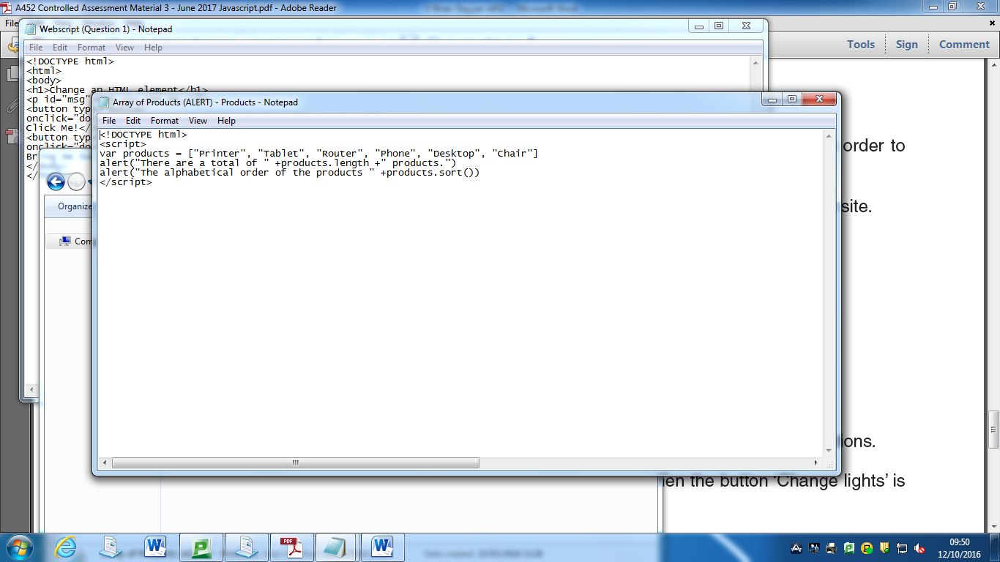 A452 Controlled Assessment Material 3 - June 2017 Javascript.pdf - Adobe Reader
File
Tools Sign Comment
Webscript (Question 1) - Notepad
File Edit Format View Help
<!DOCTYPE html>
<html>
<body>
<h1>Change an HTML element</h1>
<p id="msg"
<button typ
onclick="do
Click Me!</
<button typ
onclick="do
Organize
Com
Array of Products (ALERT) - Products - Notepad
File Edit Format View Help
<!DOCTYPE html>
<script>
var products = ["Printer", "Tablet", "Router", "Phone", "Desktop", "Chair"]
alert("There are a total of " +products.length +" products.")
alert("The alphabetical order of the products " +products.sort())
</script>
order to
site.
ions.
en the button ‘Change lights’ is
PDF
09:50
12/10/2016